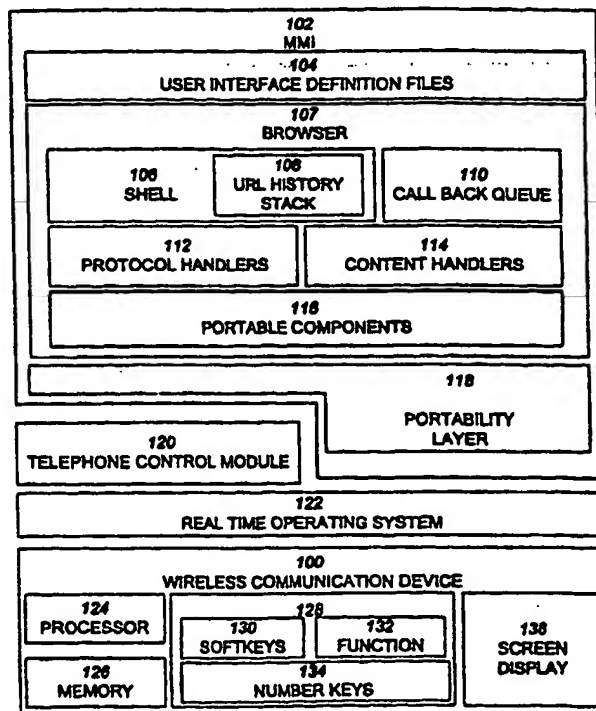 102
MMI
104
USER INTERFACE DEFINITION FILES
107
BROWSER
106
SHELL
108
URL HISTORY
STACK
110
CALL BACK QUEUE
112
PROTOCOL HANDLERS
114
CONTENT HANDLERS
116
PORTABLE COMPONENTS
118
PORTABILITY
LAYER
120
TELEPHONE CONTROL MODULE
122
REAL TIME OPERATING SYSTEM
100
WIRELESS COMMUNICATION DEVICE
124
PROCESSOR
126
MEMORY
128
130
SOFTKEYS
132
FUNCTION
134
NUMBER KEYS
136
SCREEN
DISPLAY